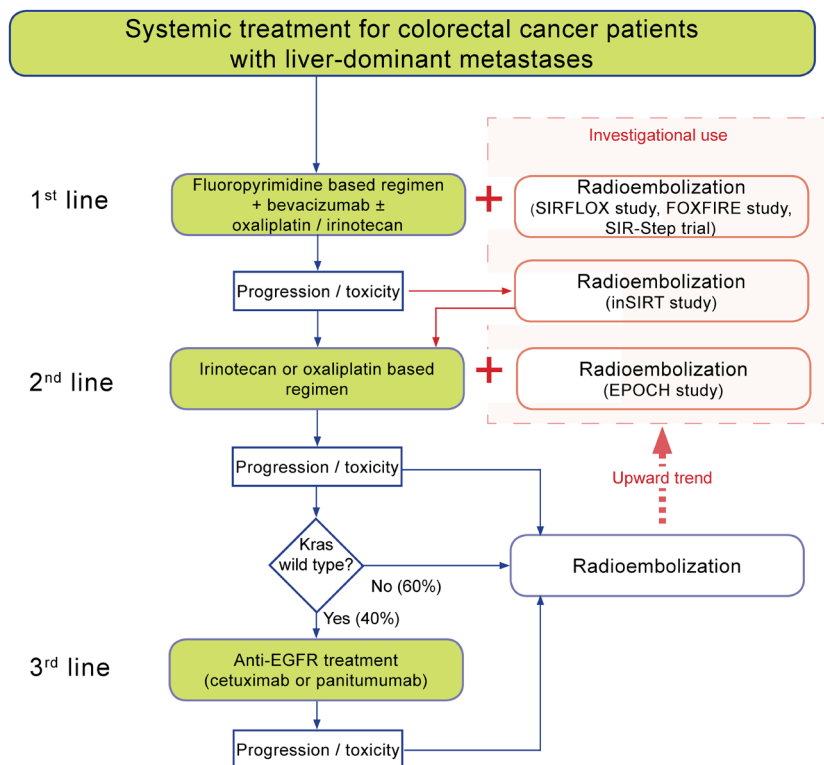 Systemic treatment for colorectal cancer patients
with liver-dominant metastases
Investigational use
1st line
Fluoropyrimidine based regimen
+ bevacizumab ±
oxaliplatin / irinotecan
+
Radioembolization
(SIRFLOX study, FOXFIRE study,
SIR-Step trial)
Progression / toxicity
Radioembolization
(inSIRT study)
2nd line
Irinotecan or oxaliplatin based
regimen
+
Radioembolization
(EPOCH study)
Progression / toxicity
Upward trend
Kras
wild type?
No (60%)
Radioembolization
Yes (40%)
3rd line
Anti-EGFR treatment
(cetuximab or panitumumab)
Progression / toxicity